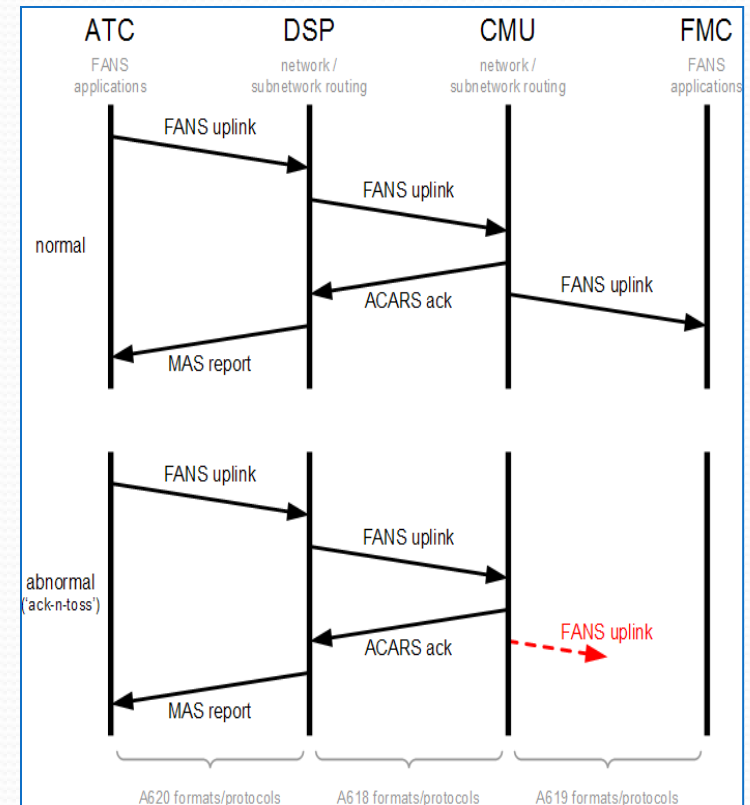 ATC DSP CMU FMC
FANS network / network / FANS
applications subnetwork routing subnetwork routing applications
FANS uplink
FANS uplink
normal
FANS uplink
ACARS ack
MAS report
FANS uplink
FANS uplink
abnormal
('ack-n-toss')
FANS uplink
ACARS ack
MAS report
A620 formats/protocols A618 formats/protocols A619 formats/protocols